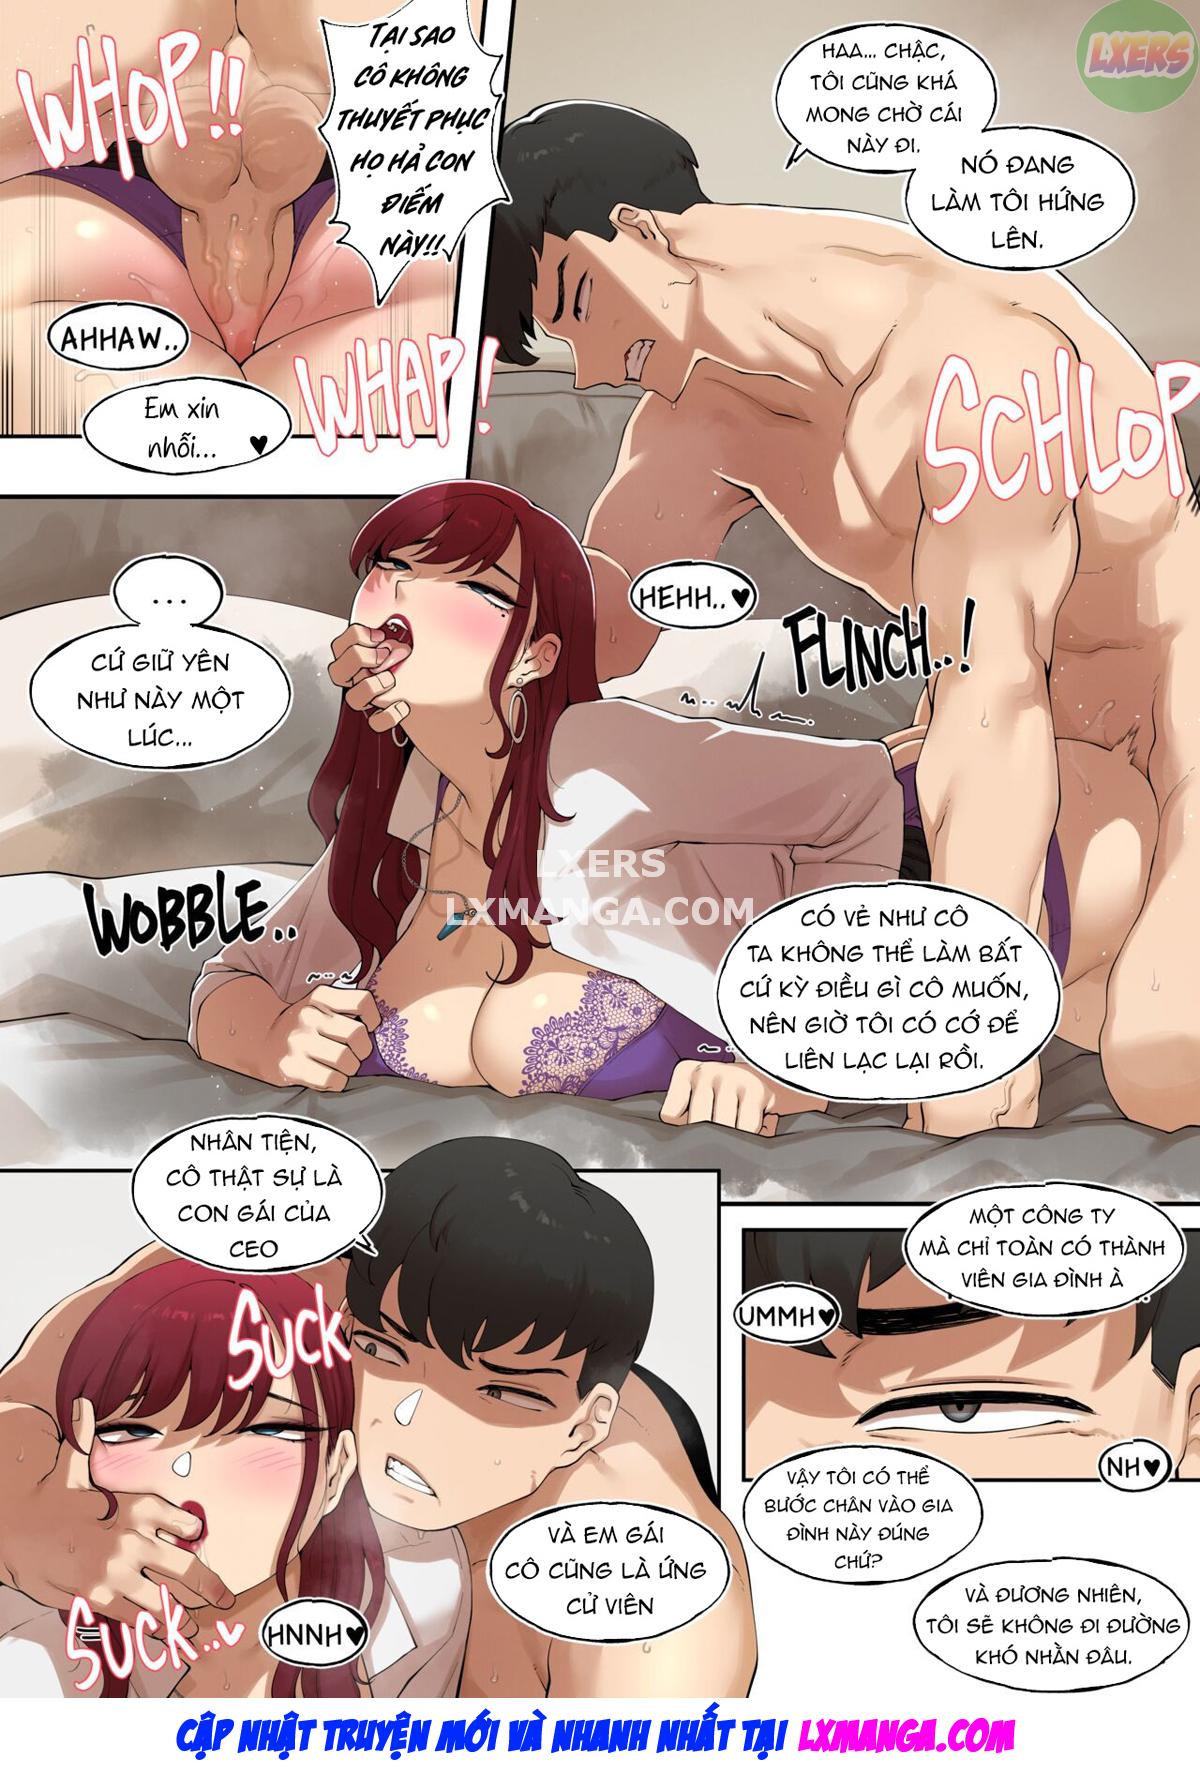 LXERS
WHOP!!
TẠI SAO
CÔ KHÔNG
THUYẾT PHỤC
HỌ HẢ CON
ĐIẾM
NÀY!!
HAA... CHẬC,
TÔI CŨNG KHÁ
MONG CHỜ CÁI
NÀY ĐI.
NÓ ĐANG
LÀM TÔI HỨNG
LÊN.
AHHAW..
WHAP!
Em xin
nhỗi... ♥
SCHLOP
...
CỨ GIỮ YÊN
NHƯ NÀY MỘT
LÚC...
HEHH..♥
FLINCH..!
WOBBLE..
LXERS
LXMANGA.COM
CÓ VẺ NHƯ CÔ
TA KHÔNG THỂ LÀM BẤT
CỨ KỲ ĐIỀU GÌ CÔ MUỐN,
NÊN GIỜ TÔI CÓ CỚ ĐỂ
LIÊN LẠC LẠI RỒI.
NHÂN TIỆN,
CÔ THẬT SỰ LÀ
CON GÁI CỦA
CEO
SUCK
VÀ EM GÁI
CÔ CŨNG LÀ ỨNG
CỬ VIÊN
SUCK..♥
HNNH♥
MỘT CÔNG TY
MÀ CHỈ TOÀN CÓ THÀNH
VIÊN GIA ĐÌNH À
UMMH♥
NH♥
VẬY TÔI CÓ THỂ
BƯỚC CHÂN VÀO GIA
ĐÌNH NÀY ĐÚNG
CHỨ?
VÀ ĐƯƠNG NHIÊN,
TÔI SẼ KHÔNG ĐI ĐƯỜNG
KHÓ NHẰN ĐÂU.
CẬP NHẬT TRUYỆN MỚI VÀ NHANH NHẤT TẠI LXMANGA.COM